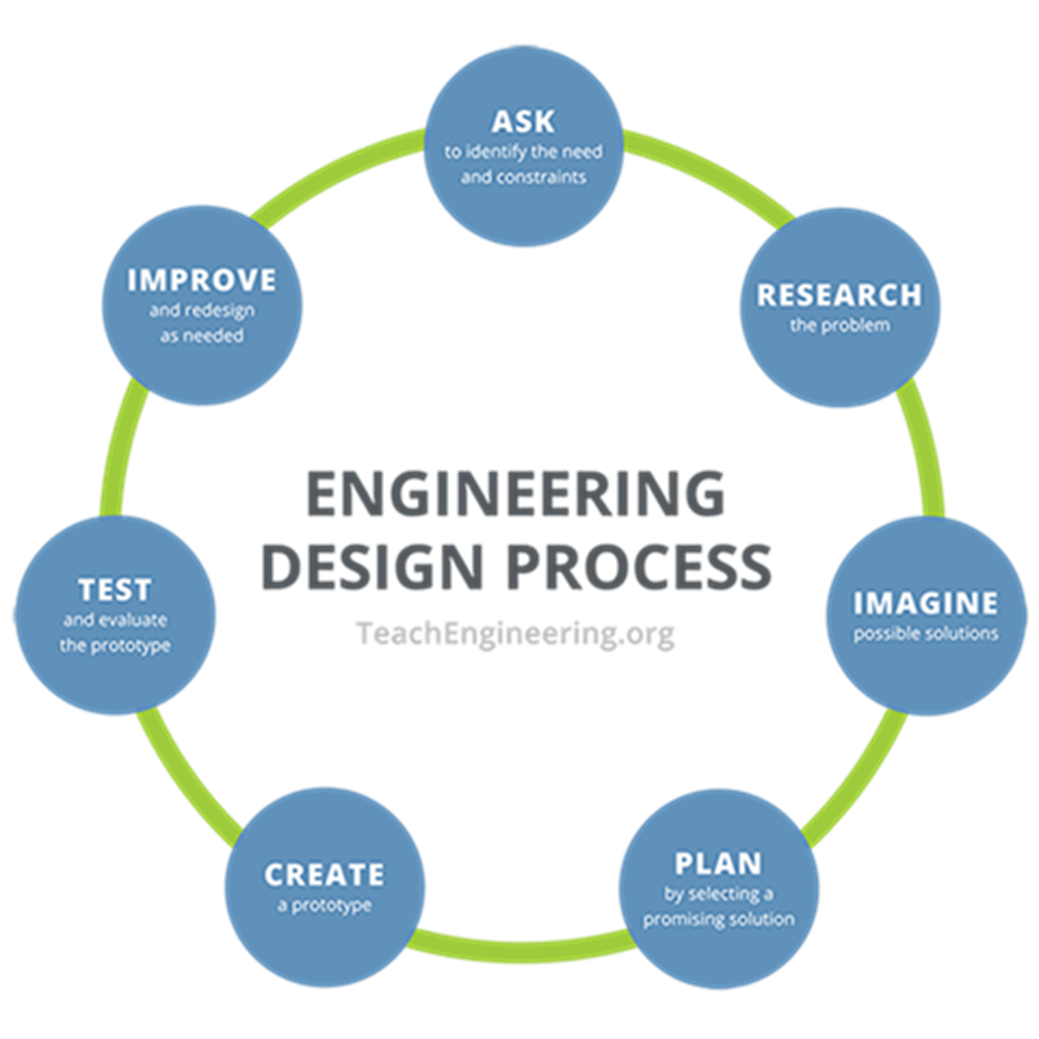 ASK
to identify the need
and constraints
RESEARCH
the problem
IMAGINE
possible solutions
PLAN
by selecting a
promising solution
CREATE
a prototype
TEST
and evaluate
the prototype
IMPROVE
and redesign
as needed
ENGINEERING
DESIGN PROCESS
TeachEngineering.org